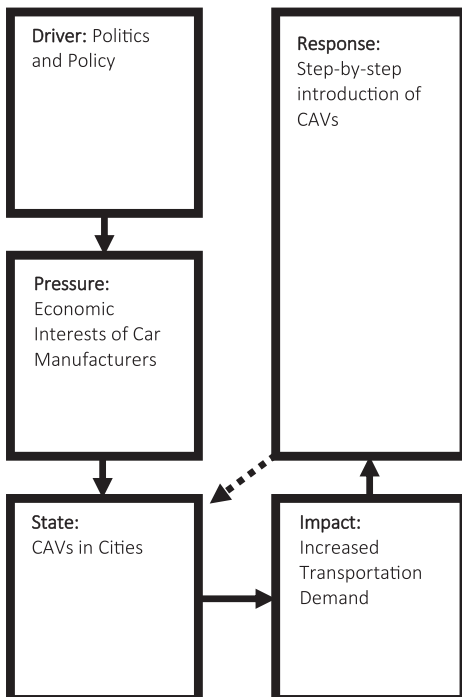 Driver: Politics
and Policy
Pressure:
Economic
Interests of Car
Manufacturers
State:
CAVs in Cities
Impact:
Increased
Transportation
Demand
Response:
Step-by-step
introduction of
CAVs